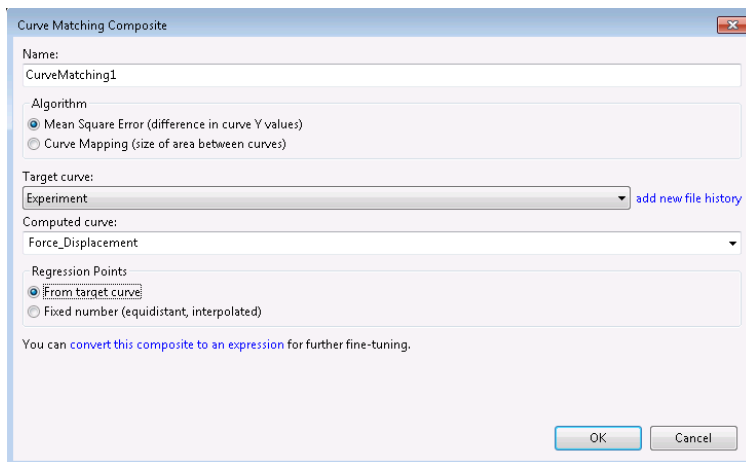 Curve Matching Composite
Name:
CurveMatching1
Algorithm
Mean Square Error (difference in curve Y values)
Curve Mapping (size of area between curves)
Target curve:
Experiment
add new file history
Computed curve:
Force_Displacement
Regression Points
From target curve
Fixed number (equidistant, interpolated)
You can convert this composite to an expression for further fine-tuning.
OK
Cancel